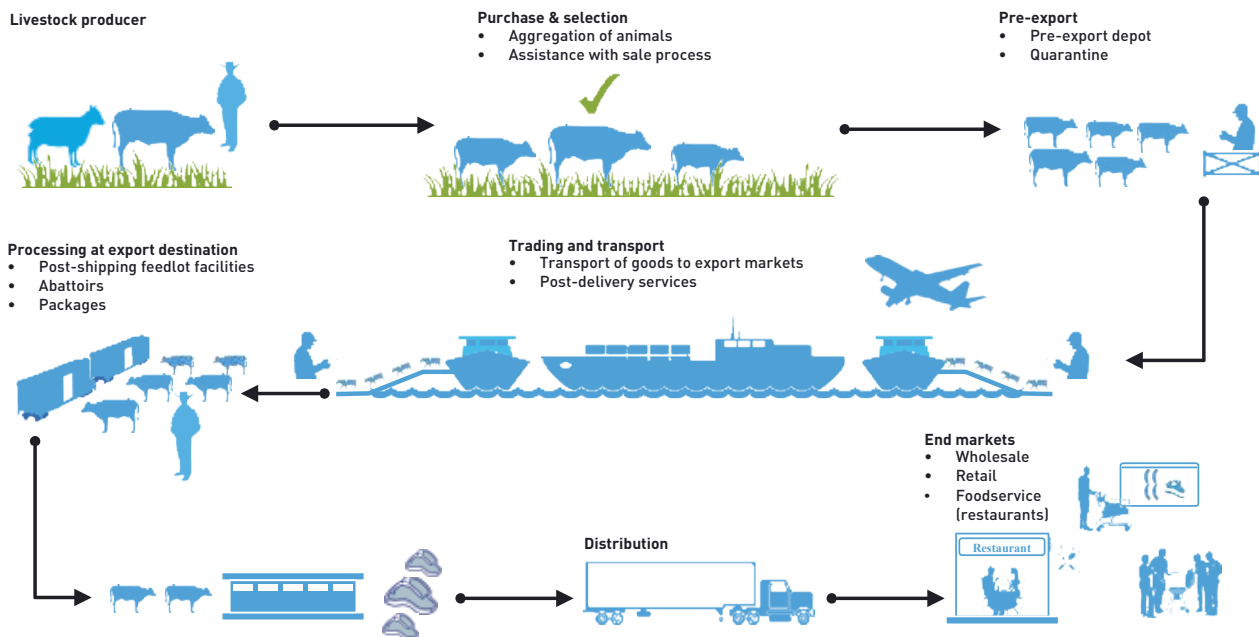 Livestock producer
Purchase & selection
• Aggregation of animals
• Assistance with sale process
Pre-export
• Pre-export depot
• Quarantine
Trading and transport
• Transport of goods to export markets
• Post-delivery services
Processing at export destination
• Post-shipping feedlot facilities
• Abattoirs
• Packages
Distribution
End markets
• Wholesale
• Retail
• Foodservice
(restaurants)
Restaurant